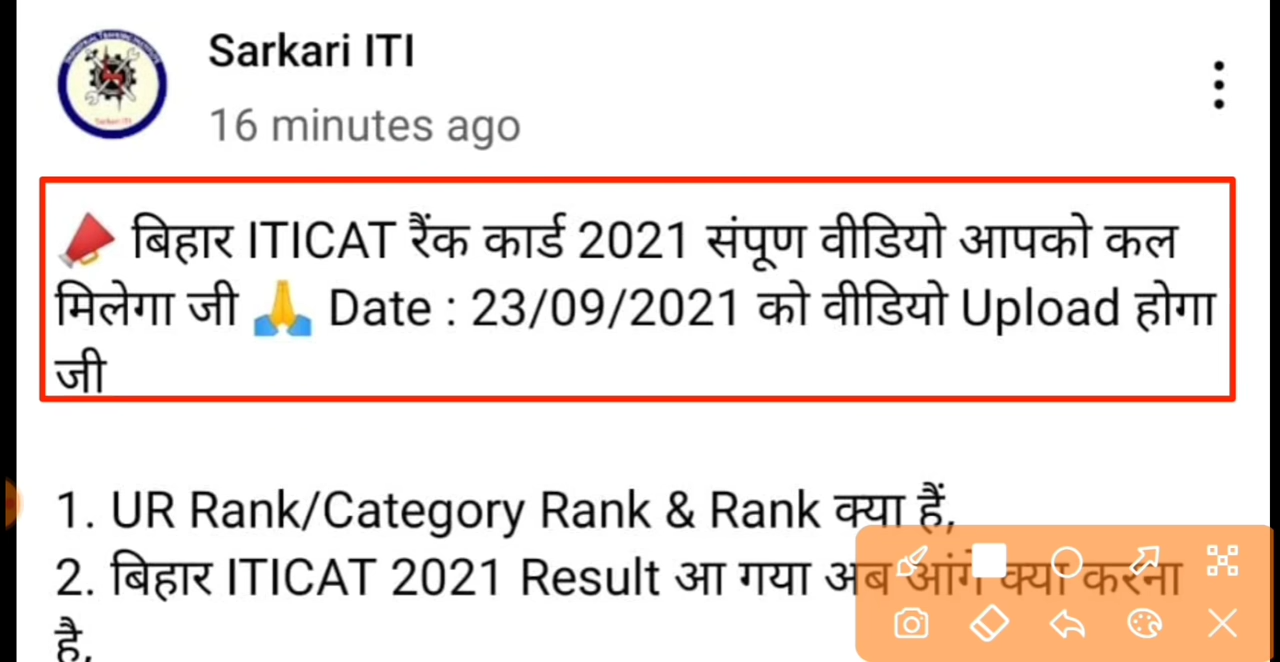 Sarkari ITI
16 minutes ago
📣 बिहार ITICAT रैंक कार्ड 2021 संपूण वीडियो आपको कल
मिलेगा जी 🙏 Date : 23/09/2021 को वीडियो Upload होगा
जी
1. UR Rank/Category Rank & Rank क्या हैं,
2. बिहार ITICAT 2021 Result आ गया अब आंगे क्या करना
है,